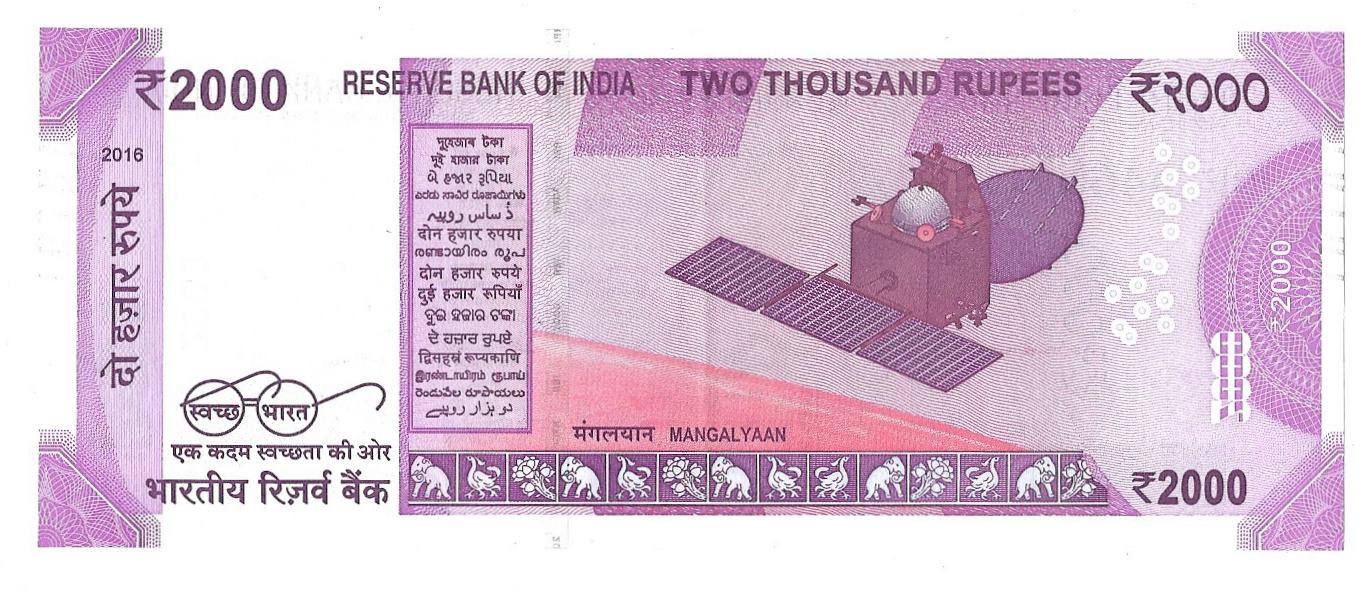 ₹2000
RESERVE BANK OF INDIA
TWO THOUSAND RUPEES
₹२०००
2016
दो हज़ार रुपये
দুহেজাৰ টকা
দুই হাজার টাকা
બે હજાર રૂપિયા
ಎರಡು ಸಾವಿರ ರೂಪಾಯಿಗಳು
زٕ ساس روپیہ
दोन हजार रुपया
രണ്ടായിരം രൂപ
दोन हजार रुपये
दुई हजार रुपियाँ
ଦୁଇ ହଜାର ଟଙ୍କା
ਦੋ ਹਜ਼ਾਰ ਰੁਪਏ
द्विसहस्रं रूप्यकाणि
இரண்டாயிரம் ரூபாய்
రెండువేల రూపాయలు
دو ہزار روپیے
₹2000
स्वच्छ भारत
एक कदम स्वच्छता की ओर
भारतीय रिज़र्व बैंक
मंगलयान MANGALYAAN
₹2000